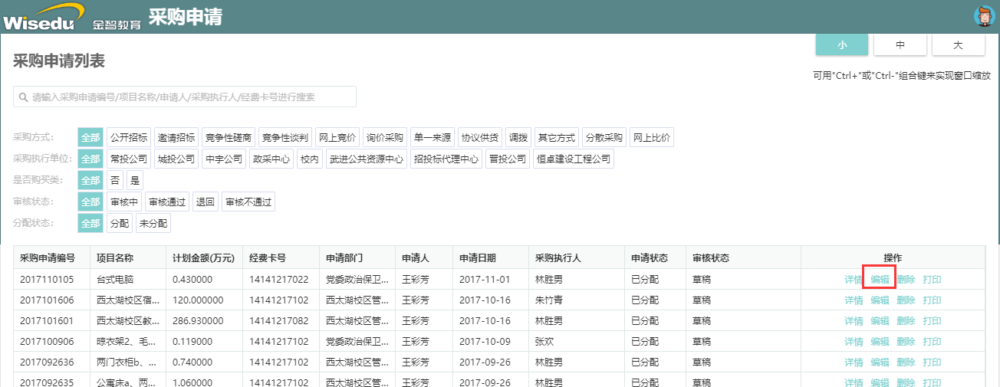 Wisedu 金智教育 采购申请
小 中 大
采购申请列表
可用"Ctrl+"或"Ctrl-"组合键来实现窗口缩放
请输入采购申请编号/项目名称/申请人/采购执行人/经费卡号进行搜索
采购方式: 全部 公开招标 邀请招标 竞争性磋商 竞争性谈判 网上竞价 询价采购 单一来源 协议供货 调拨 其它方式 分散采购 网上比价
采购执行单位: 全部 常投公司 城投公司 中宇公司 政采中心 校内 武进公共资源中心 招投标代理中心 晋投公司 恒卓建设工程公司
是否购买类: 全部 否 是
审核状态: 全部 审核中 审核通过 退回 审核不通过
分配状态: 全部 分配 未分配
采购申请编号 项目名称 计划金额(万元) 经费卡号 申请部门 申请人 申请日期 采购执行人 申请状态 审核状态 操作
2017110105 台式电脑 0.430000 14141217022 党委政治保卫... 王彩芳 2017-11-01 林胜男 已分配 草稿 详情 编辑 删除 打印
2017101606 西太湖校区宿... 120.000000 14141217102 西太湖校区管... 王彩芳 2017-10-16 朱竹青 已分配 草稿 详情 编辑 删除 打印
2017101601 西太湖校区教... 286.930000 14141217082 西太湖校区管... 王彩芳 2017-10-16 林胜男 已分配 草稿 详情 编辑 删除 打印
2017100906 晾衣架2、毛... 0.119000 14141217102 党委政治保卫... 王彩芳 2017-10-09 张欢 已分配 草稿 详情 编辑 删除 打印
2017092636 两门衣柜b、... 0.740000 14141217102 西太湖校区管... 王彩芳 2017-09-26 林胜男 已分配 草稿 详情 编辑 删除 打印
2017092635 公寓床a、两... 1.060000 14141217102 西太湖校区管... 王彩芳 2017-09-26 林胜男 已分配 草稿 详情 编辑 删除 打印